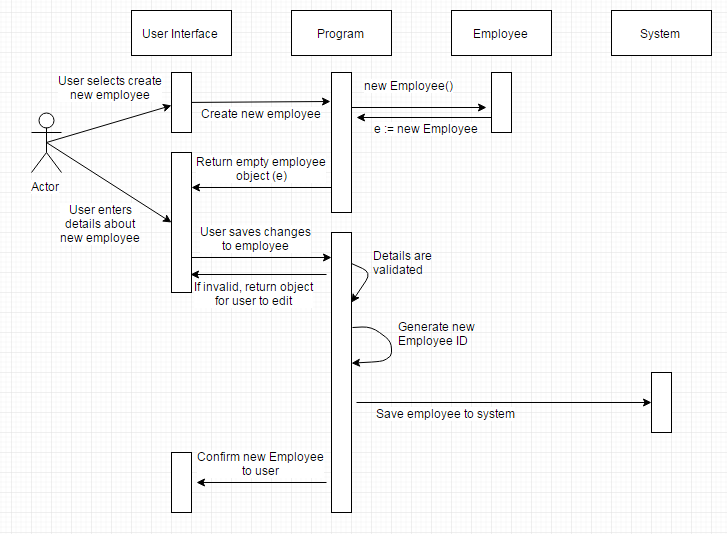 User Interface
Program
Employee
System
User selects create
new employee
new Employee()
Create new employee
e := new Employee
Actor
Return empty employee
object (e)
User enters
details about
new employee
User saves changes
to employee
Details are
validated
If invalid, return object
for user to edit
Generate new
Employee ID
Save employee to system
Confirm new Employee
to user